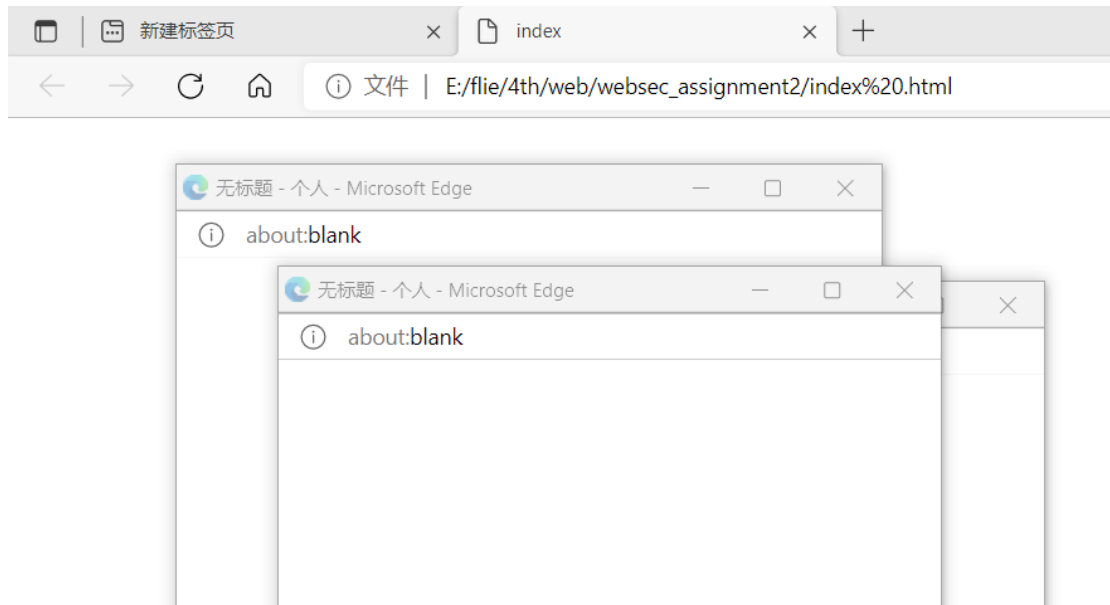 新建标签页
index
文件
E:/flie/4th/web/websec_assignment2/index%20.html
无标题 - 个人 - Microsoft Edge
about:blank
无标题 - 个人 - Microsoft Edge
about:blank